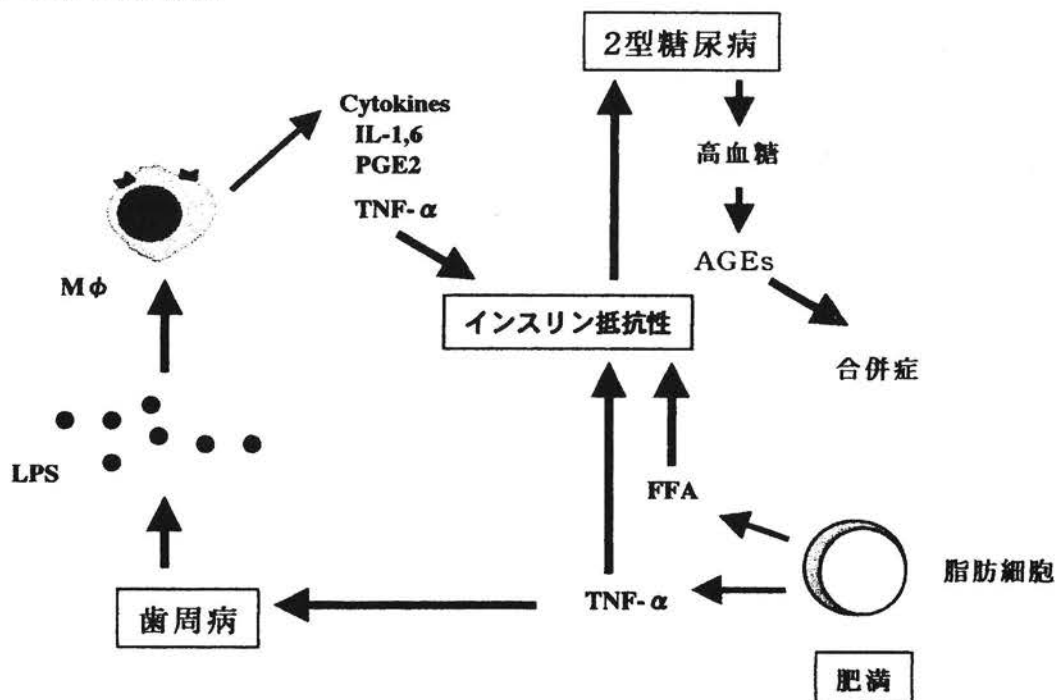 2型糖尿病
Cytokines
IL-1,6
PGE2
TNF-α
高血糖
Mφ
AGEs
インスリン抵抗性
合併症
LPS
FFA
脂肪細胞
TNF-α
歯周病
肥満